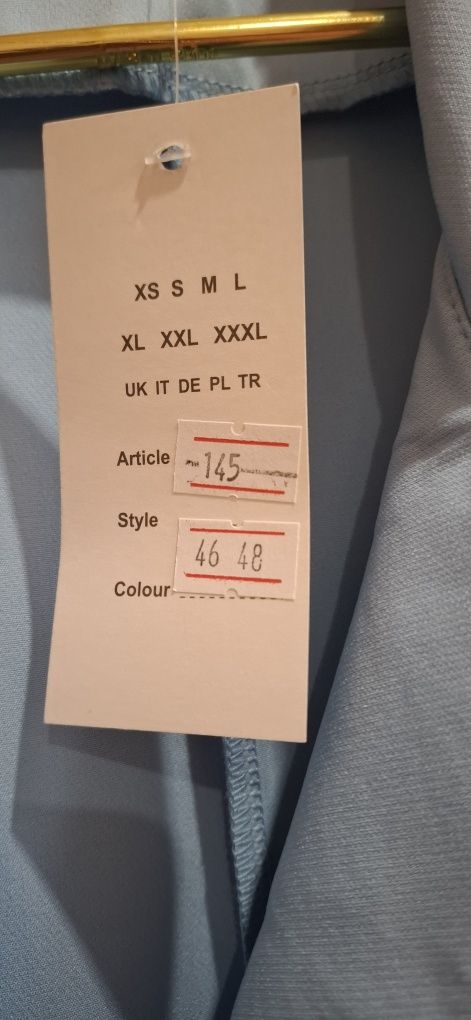 XS S M L
XL XXL XXXL
UK IT DE PL TR
Article -145-
Style
46 48
Colour